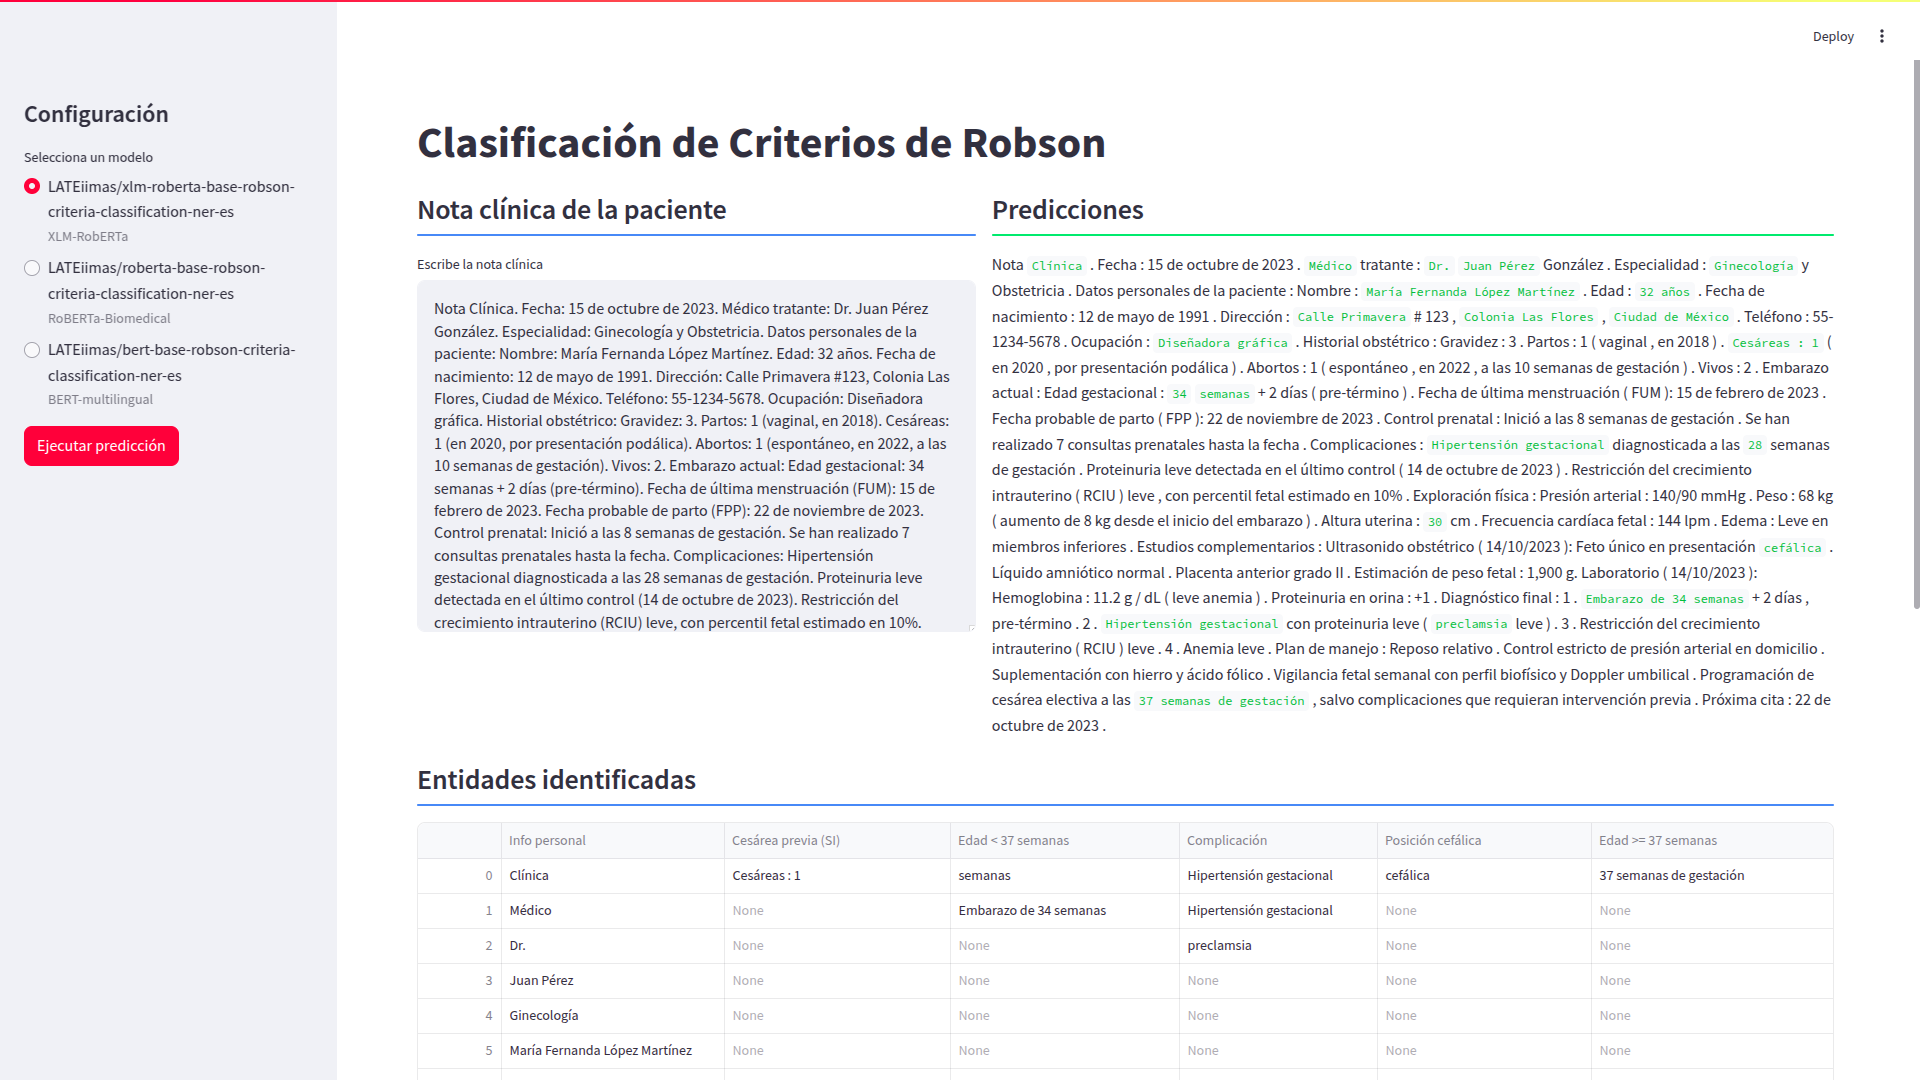 Deploy
Configuración
Selecciona un modelo
LATEiimas/xlm-roberta-base-robson-
criteria-classification-ner-es
XLM-RobERTa
LATEiimas/roberta-base-robson-
criteria-classification-ner-es
RoBERTa-Biomedical
LATEiimas/bert-base-robson-criteria-
classification-ner-es
BERT-multilingual
Ejecutar predicción
Clasificación de Criterios de Robson
Nota clínica de la paciente
Escribe la nota clínica
Nota Clínica. Fecha: 15 de octubre de 2023. Médico tratante: Dr. Juan Pérez
González. Especialidad: Ginecología y Obstetricia. Datos personales de la
paciente: Nombre: María Fernanda López Martínez. Edad: 32 años. Fecha de
nacimiento: 12 de mayo de 1991. Dirección: Calle Primavera #123, Colonia Las
Flores, Ciudad de México. Teléfono: 55-1234-5678. Ocupación: Diseñadora
gráfica. Historial obstétrico: Gravidez: 3. Partos: 1 (vaginal, en 2018). Cesáreas:
1 (en 2020, por presentación podálica). Abortos: 1 (espontáneo, en 2022, a las
10 semanas de gestación). Vivos: 2. Embarazo actual: Edad gestacional: 34
semanas + 2 días (pre-término). Fecha de última menstruación (FUM): 15 de
febrero de 2023. Fecha probable de parto (FPP): 22 de noviembre de 2023.
Control prenatal: Inició a las 8 semanas de gestación. Se han realizado 7
consultas prenatales hasta la fecha. Complicaciones: Hipertensión
gestacional diagnosticada a las 28 semanas de gestación. Proteinuria leve
detectada en el último control (14 de octubre de 2023). Restricción del
crecimiento intrauterino (RCIU) leve, con percentil fetal estimado en 10%.
Predicciones
Nota Clínica . Fecha : 15 de octubre de 2023 . Médico tratante : Dr. Juan Pérez González . Especialidad : Ginecología y
Obstetricia . Datos personales de la paciente : Nombre : María Fernanda López Martínez . Edad : 32 años . Fecha de
nacimiento : 12 de mayo de 1991 . Dirección : Calle Primavera # 123 , Colonia Las Flores , Ciudad de México . Teléfono : 55-
1234-5678 . Ocupación : Diseñadora gráfica . Historial obstétrico : Gravidez : 3 . Partos : 1 ( vaginal , en 2018 ) . Cesáreas : 1 (
en 2020 , por presentación podálica ) . Abortos : 1 ( espontáneo , en 2022 , a las 10 semanas de gestación ) . Vivos : 2 . Embarazo
actual : Edad gestacional : 34 semanas + 2 días ( pre-término ) . Fecha de última menstruación ( FUM ): 15 de febrero de 2023 .
Fecha probable de parto ( FPP ): 22 de noviembre de 2023 . Control prenatal : Inició a las 8 semanas de gestación . Se han
realizado 7 consultas prenatales hasta la fecha . Complicaciones : Hipertensión gestacional diagnosticada a las 28 semanas
de gestación . Proteinuria leve detectada en el último control ( 14 de octubre de 2023 ) . Restricción del crecimiento
intrauterino ( RCIU ) leve , con percentil fetal estimado en 10% . Exploración física : Presión arterial : 140/90 mmHg . Peso : 68 kg
( aumento de 8 kg desde el inicio del embarazo ) . Altura uterina : 30 cm . Frecuencia cardíaca fetal : 144 lpm . Edema : Leve en
miembros inferiores . Estudios complementarios : Ultrasonido obstétrico ( 14/10/2023 ): Feto único en presentación cefálica .
Líquido amniótico normal . Placenta anterior grado II . Estimación de peso fetal : 1,900 g. Laboratorio ( 14/10/2023 ):
Hemoglobina : 11.2 g / dL ( leve anemia ) . Proteinuria en orina : +1 . Diagnóstico final : 1 . Embarazo de 34 semanas + 2 días ,
pre-término . 2 . Hipertensión gestacional con proteinuria leve ( preclamsia leve ) . 3 . Restricción del crecimiento
intrauterino ( RCIU ) leve . 4 . Anemia leve . Plan de manejo : Reposo relativo . Control estricto de presión arterial en domicilio .
Suplementación con hierro y ácido fólico . Vigilancia fetal semanal con perfil biofísico y Doppler umbilical . Programación de
cesárea electiva a las 37 semanas de gestación , salvo complicaciones que requieran intervención previa . Próxima cita : 22 de
octubre de 2023 .
Entidades identificadas
Info personal Cesárea previa (SI) Edad < 37 semanas Complicación Posición cefálica Edad >= 37 semanas
0 Clínica Cesáreas : 1 semanas Hipertensión gestacional cefálica 37 semanas de gestación
1 Médico None Embarazo de 34 semanas Hipertensión gestacional None None
2 Dr. None None preclamsia None None
3 Juan Pérez None None None None None
4 Ginecología None None None None None
5 María Fernanda López Martínez None None None None None